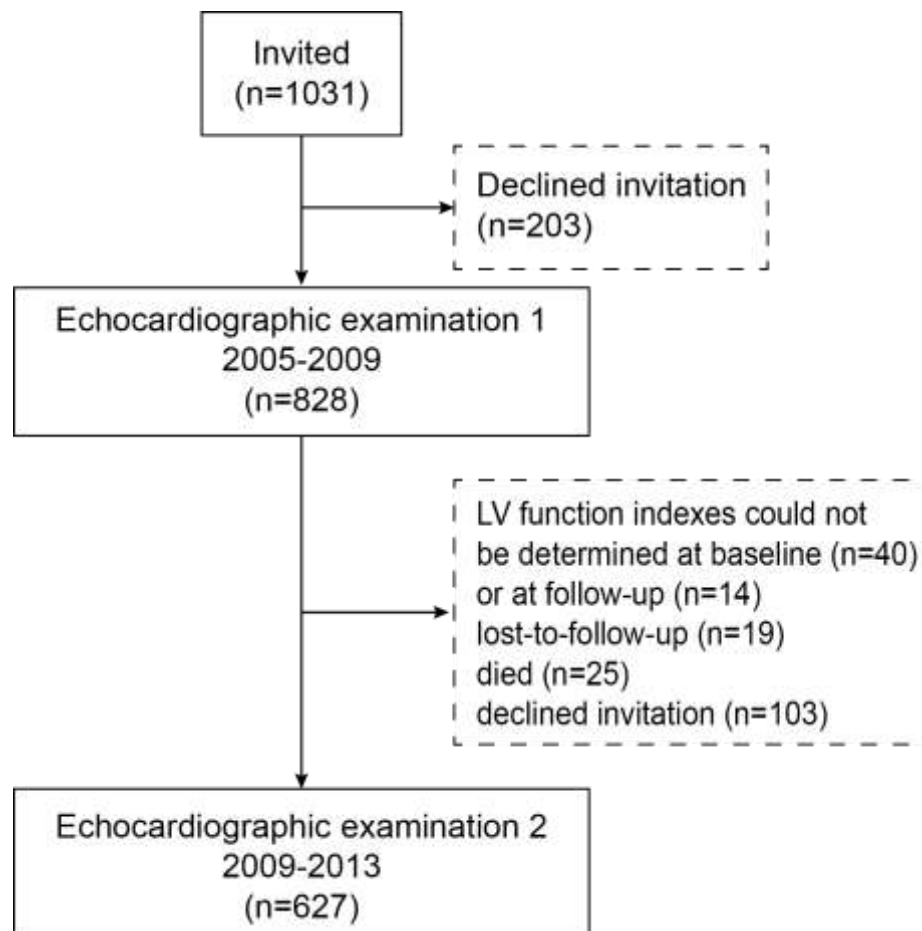 Invited
(n=1031)
Declined invitation
(n=203)
Echocardiographic examination 1
2005-2009
(n=828)
LV function indexes could not
be determined at baseline (n=40)
or at follow-up (n=14)
lost-to-follow-up (n=19)
died (n=25)
declined invitation (n=103)
Echocardiographic examination 2
2009-2013
(n=627)